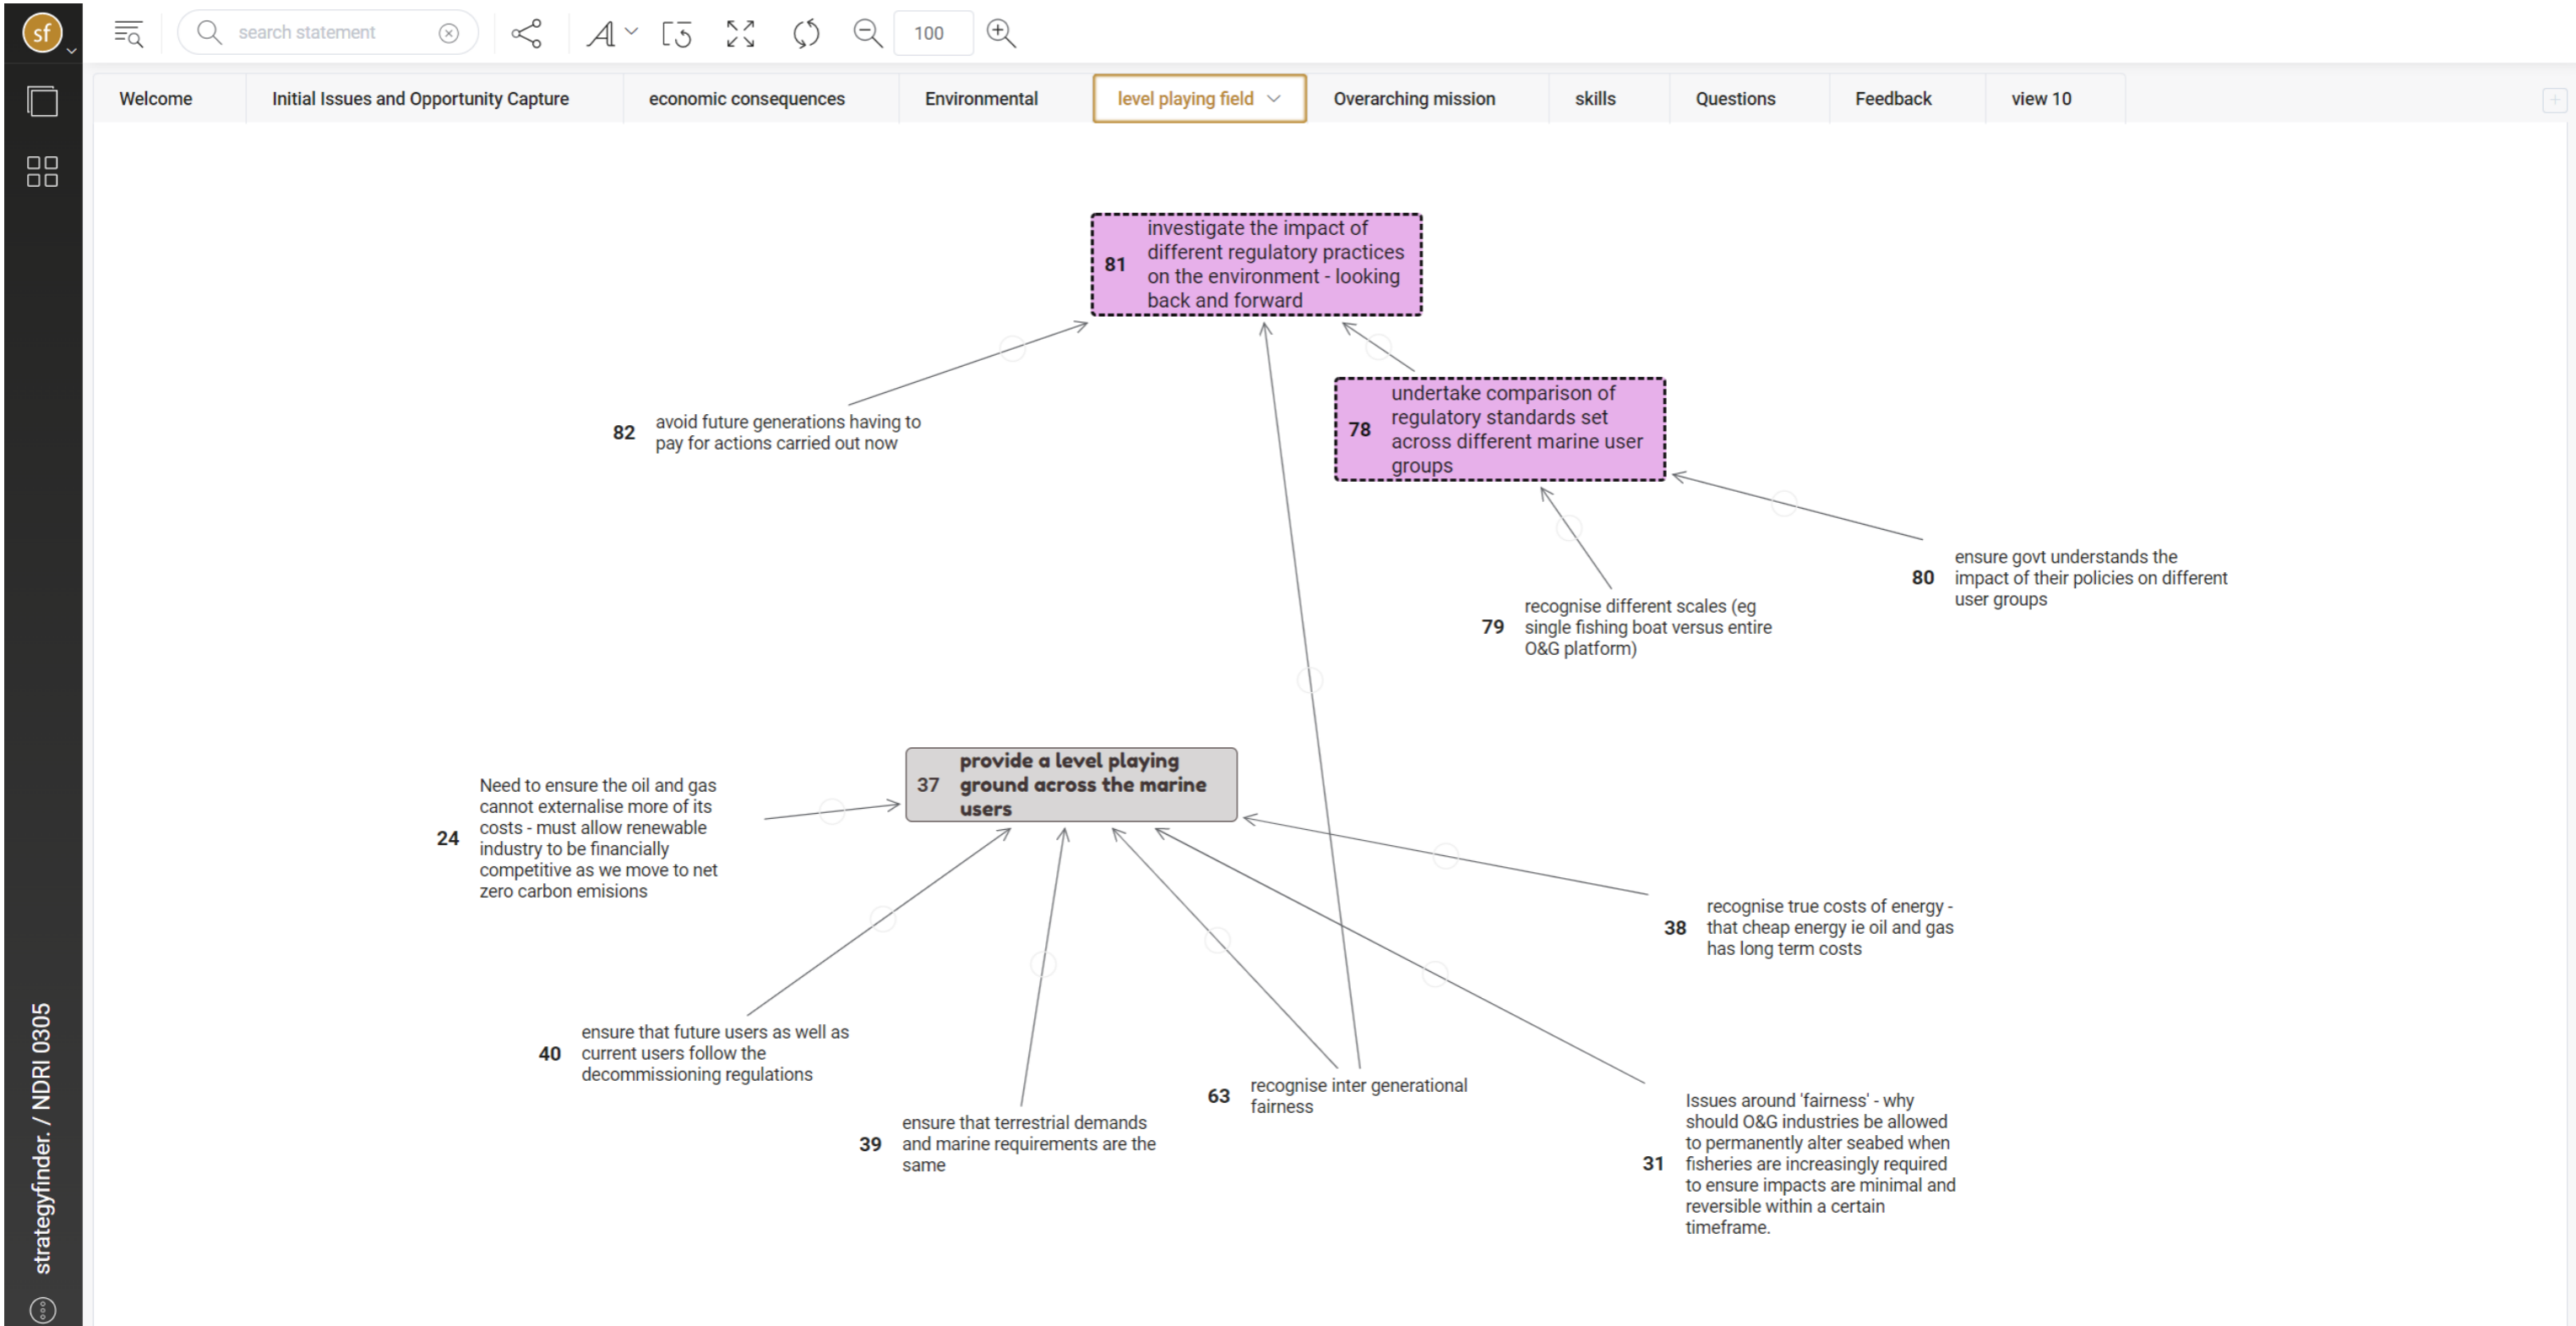 sf
search statement
100
Welcome
Initial Issues and Opportunity Capture
economic consequences
Environmental
level playing field
Overarching mission
skills
Questions
Feedback
view 10
81
investigate the impact of
different regulatory practices
on the environment - looking
back and forward
82
avoid future generations having to
pay for actions carried out now
78
undertake comparison of
regulatory standards set
across different marine user
groups
80
ensure govt understands the
impact of their policies on different
user groups
79
recognise different scales (eg
single fishing boat versus entire
O&G platform)
37
provide a level playing
ground across the marine
users
24
Need to ensure the oil and gas
cannot externalise more of its
costs - must allow renewable
industry to be financially
competitive as we move to net
zero carbon emisions
38
recognise true costs of energy -
that cheap energy ie oil and gas
has long term costs
40
ensure that future users as well as
current users follow the
decommissioning regulations
63
recognise inter generational
fairness
39
ensure that terrestrial demands
and marine requirements are the
same
31
Issues around 'fairness' - why
should O&G industries be allowed
to permanently alter seabed when
fisheries are increasingly required
to ensure impacts are minimal and
reversible within a certain
timeframe.
strategyfinder. / NDRI 0305